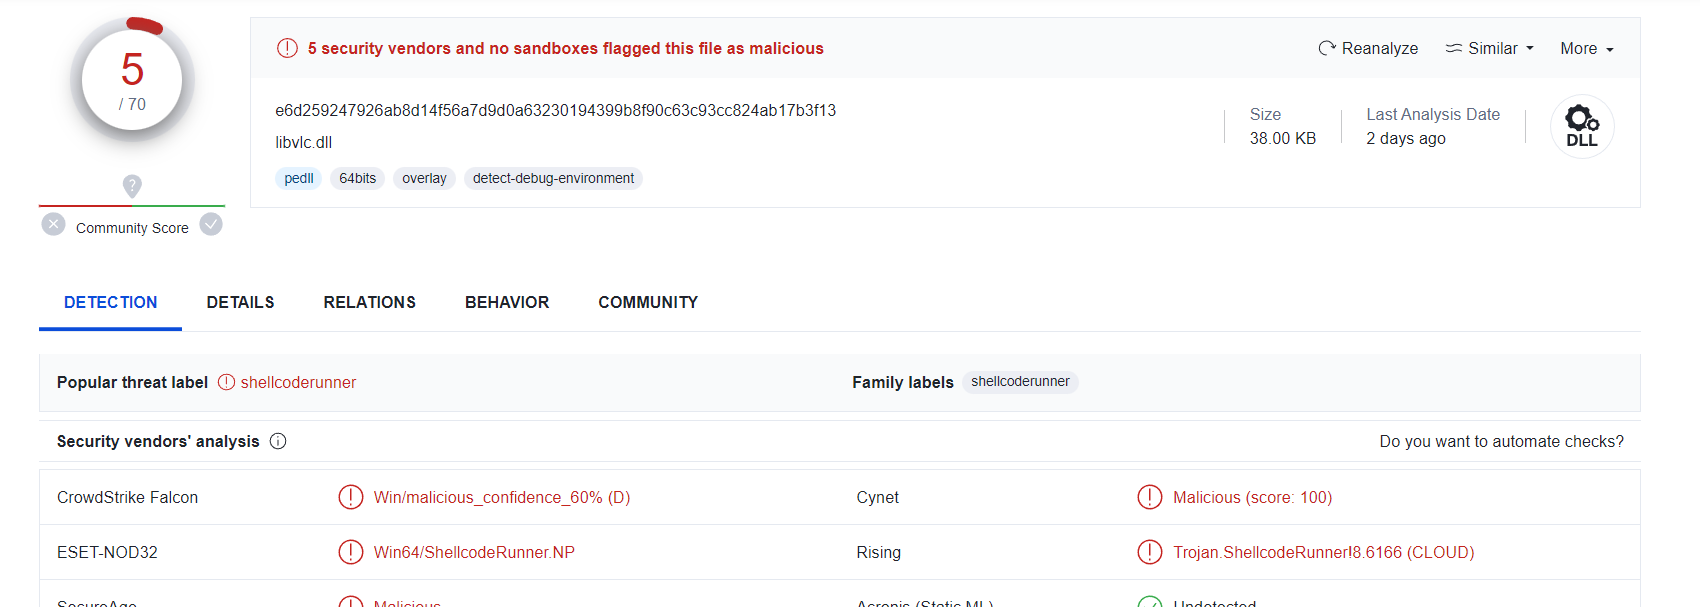 5
/ 70
Community Score
5 security vendors and no sandboxes flagged this file as malicious
Reanalyze
Similar
More
e6d259247926ab8d14f56a7d9d0a63230194399b8f90c63c93cc824ab17b3f13
libvlc.dll
pedll
64bits
overlay
detect-debug-environment
Size
38.00 KB
Last Analysis Date
2 days ago
DLL
DETECTION
DETAILS
RELATIONS
BEHAVIOR
COMMUNITY
Popular threat label
shellcoderunner
Family labels
shellcoderunner
Security vendors' analysis
Do you want to automate checks?
CrowdStrike Falcon
Win/malicious_confidence_60% (D)
Cynet
Malicious (score: 100)
ESET-NOD32
Win64/ShellcodeRunner.NP
Rising
Trojan.ShellcodeRunner!8.6166 (CLOUD)
SecureAge
Malicious
Acronis (Static ML)
Undetected